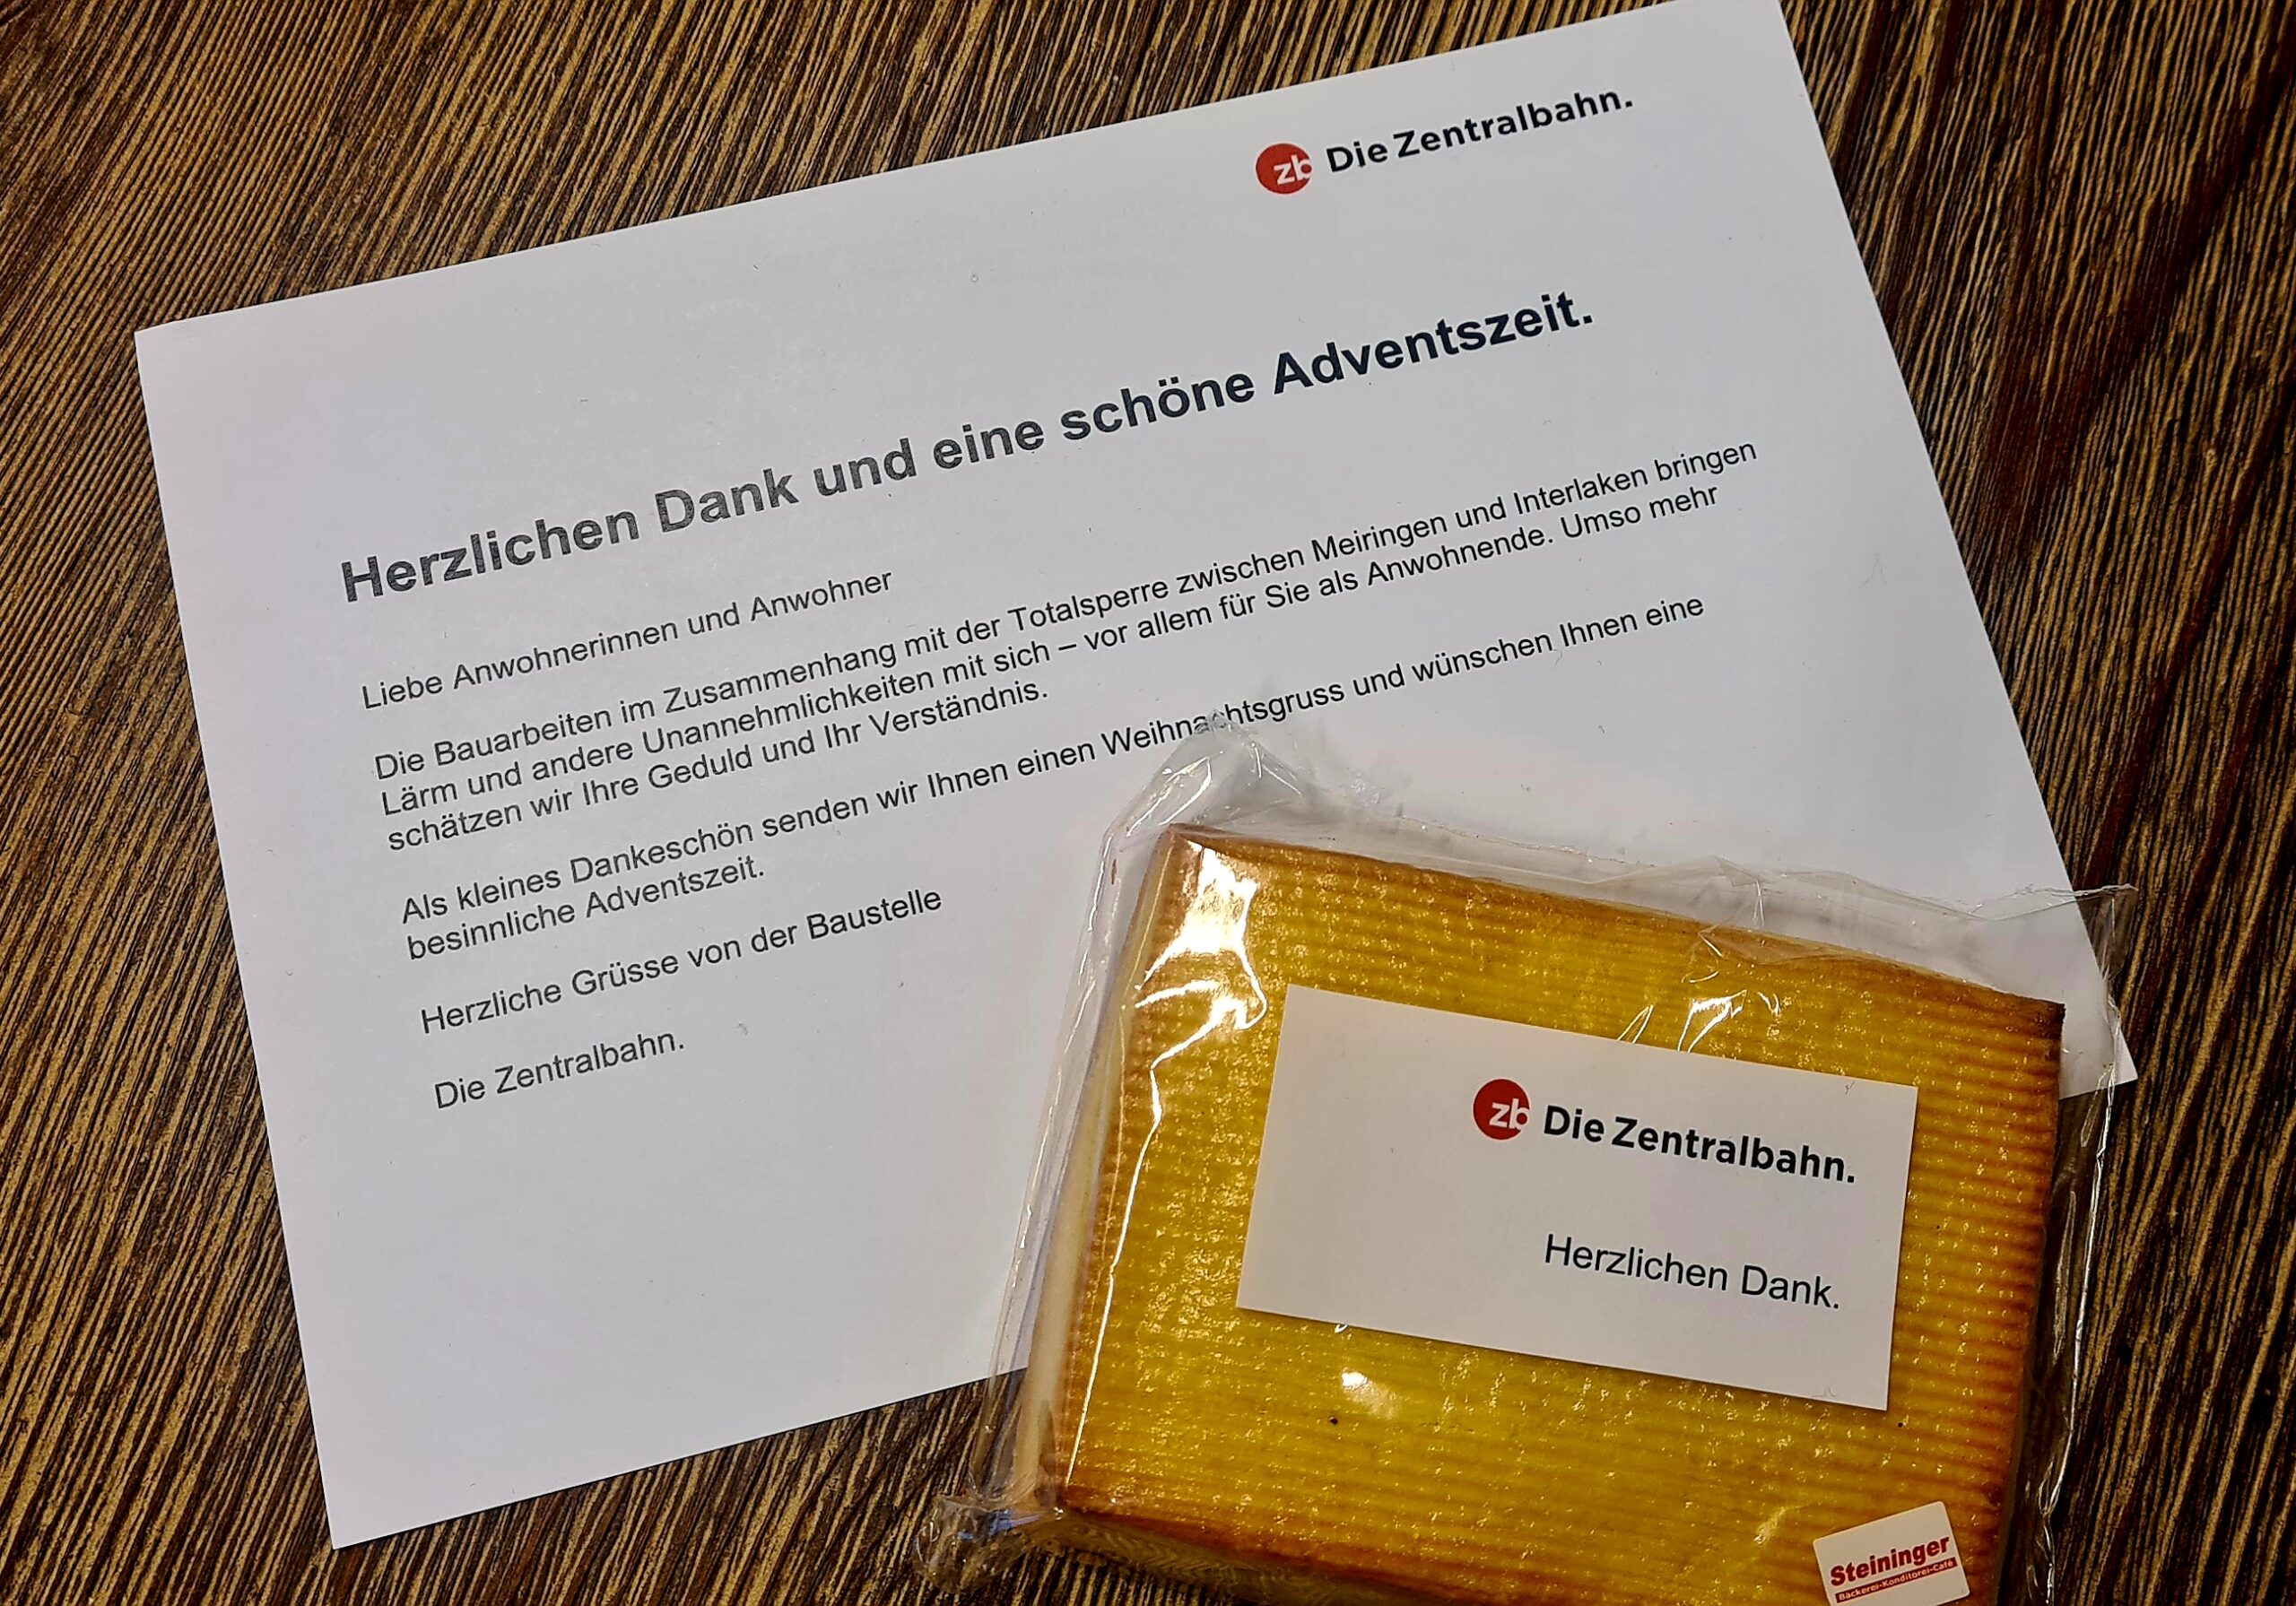 zb Die Zentralbahn.
Herzlichen Dank und eine schöne Adventszeit.
Liebe Anwohnerinnen und Anwohner
Die Bauarbeiten im Zusammenhang mit der Totalsperre zwischen Meiringen und Interlaken bringen
Lärm und andere Unannehmlichkeiten mit sich – vor allem für Sie als Anwohnende. Umso mehr
schätzen wir Ihre Geduld und Ihr Verständnis.
Als kleines Dankeschön senden wir Ihnen einen Weihnachtsgruss und wünschen Ihnen eine
besinnliche Adventszeit.
Herzliche Grüsse von der Baustelle
Die Zentralbahn.
zb Die Zentralbahn.
Herzlichen Dank.
Steininger
Bäckerei-Konditorei-Café